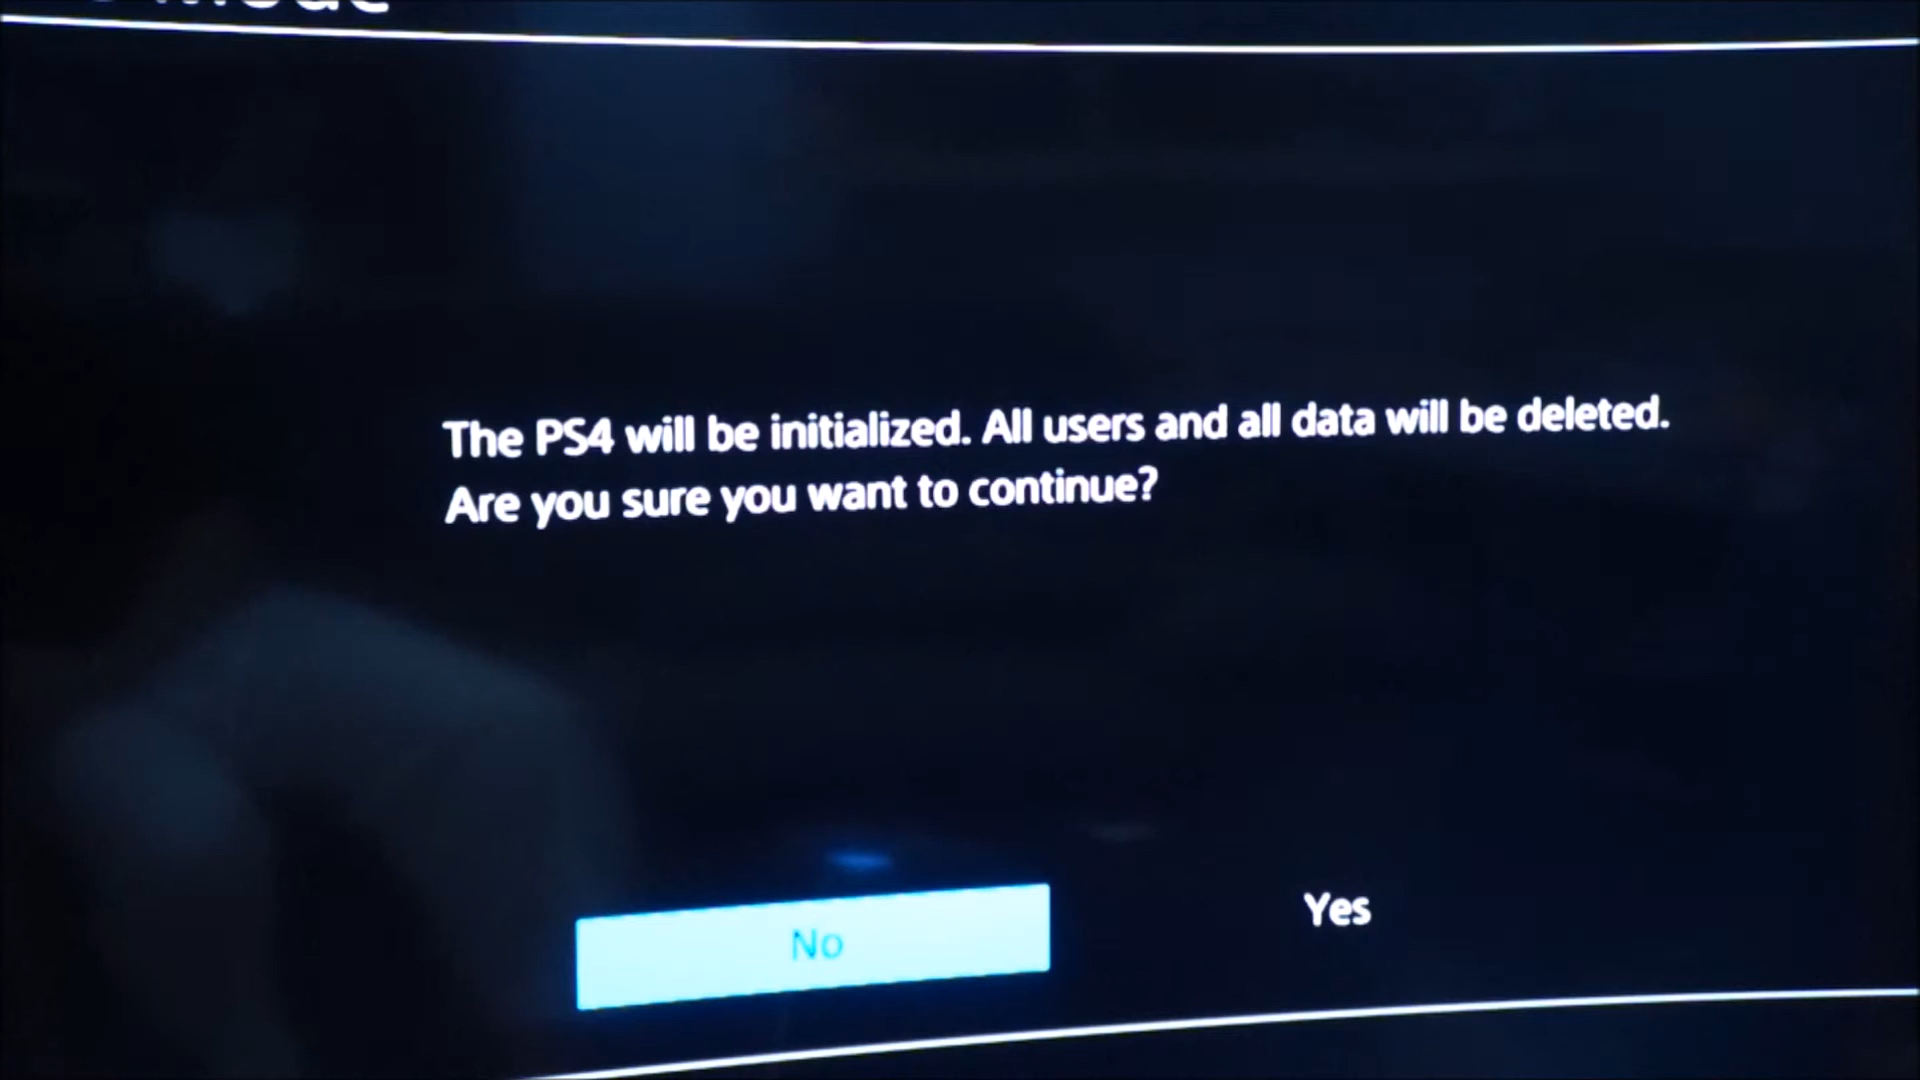 The PS4 will be initialized. All users and all data will be deleted.
Are you sure you want to continue?
No
Yes